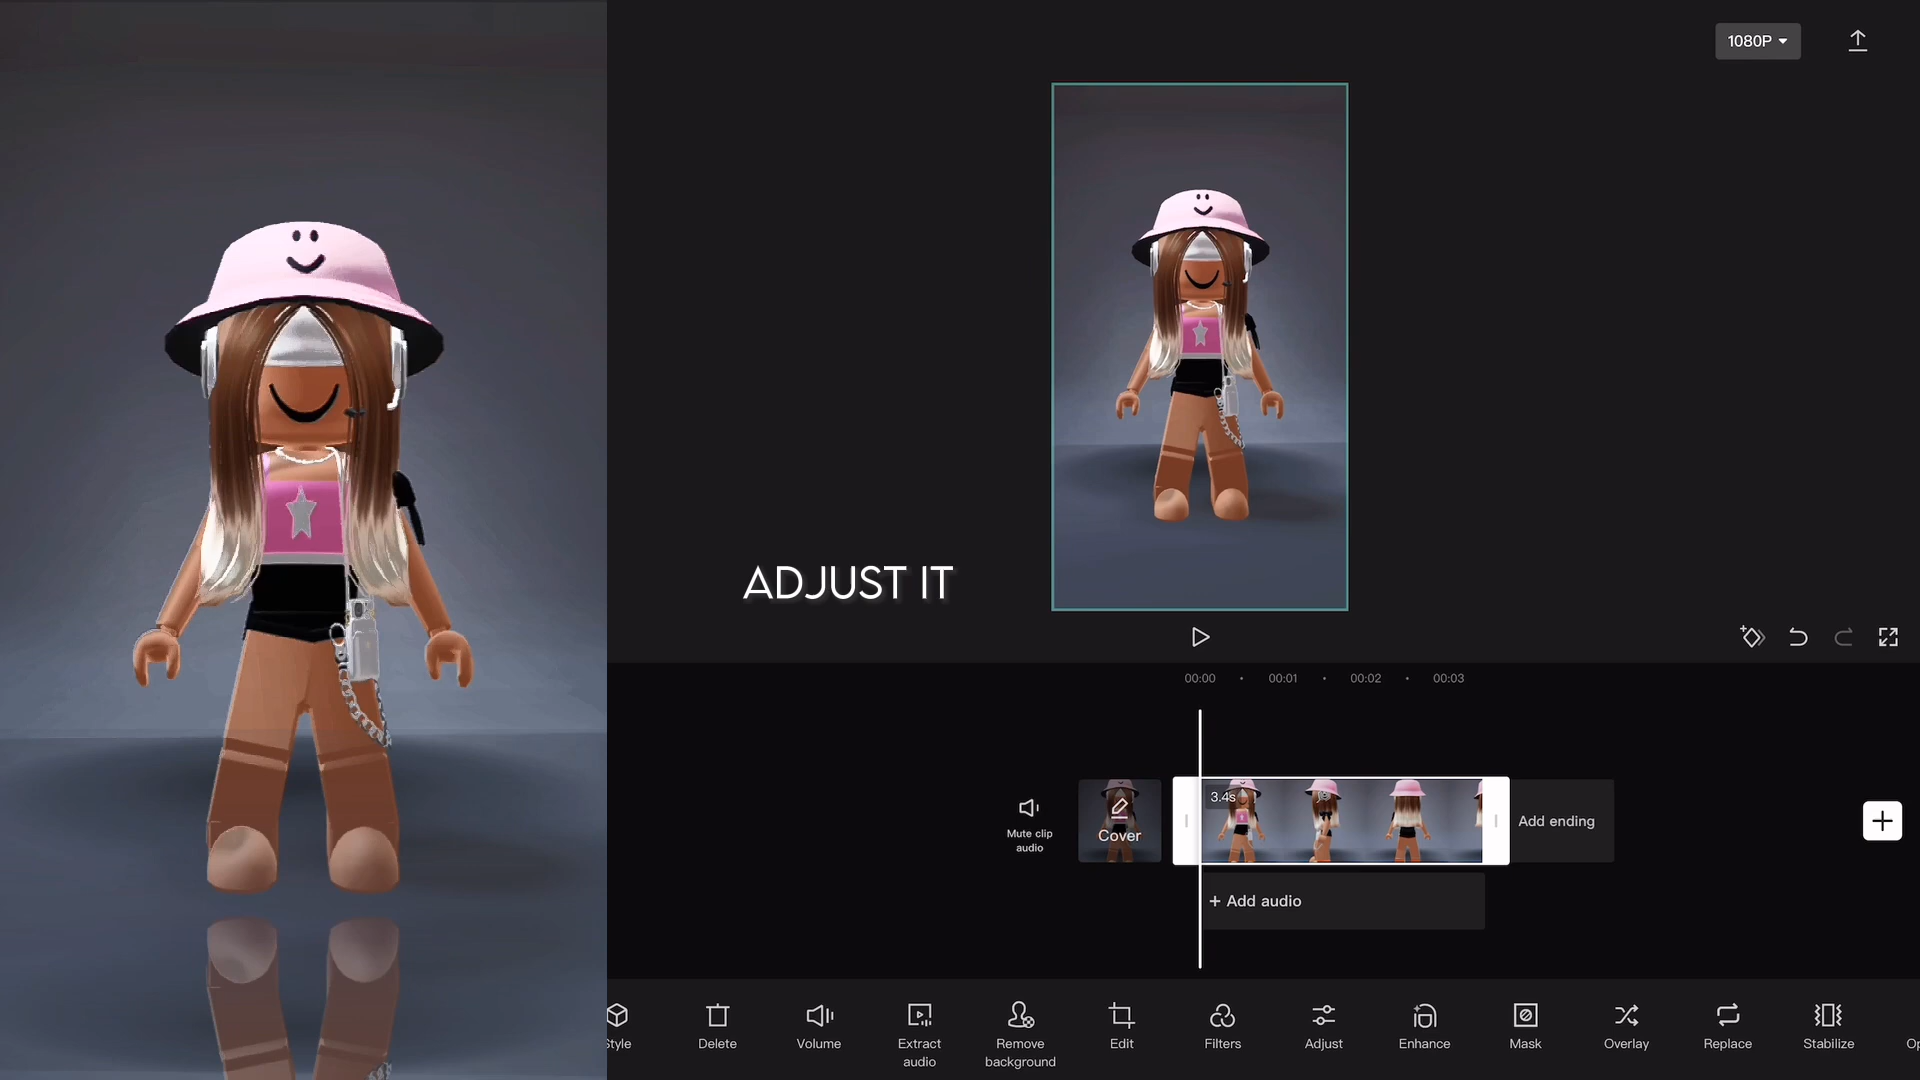 1080P
ADJUST IT
00:00
00:01
00:02
00:03
Mute clip
audio
Cover
3.4s
Add ending
+ Add audio
Style
Delete
Volume
Extract
audio
Remove
background
Edit
Filters
Adjust
Enhance
Mask
Overlay
Replace
Stabilize
Op